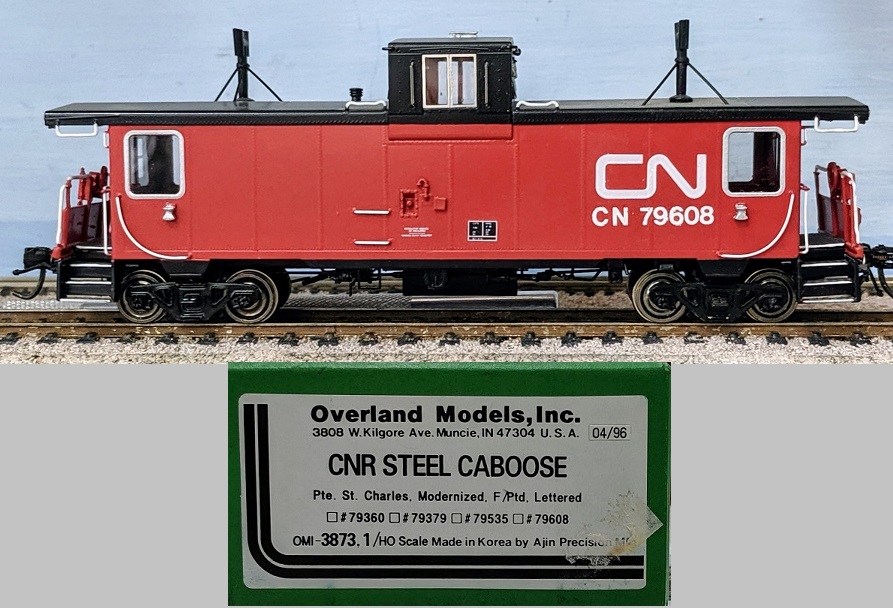 CN
CN 79608
Overland Models, Inc.
3808 W. Kilgore Ave. Muncie, IN 47304 U.S.A. 04/96
CNR STEEL CABOOSE
Pte. St. Charles, Modernized, F/Ptd, Lettered
☐ #79360 ☐ #79379 ☐ #79535 ☐ #79608
OMI-3873.1/HO Scale Made in Korea by Ajin Precision